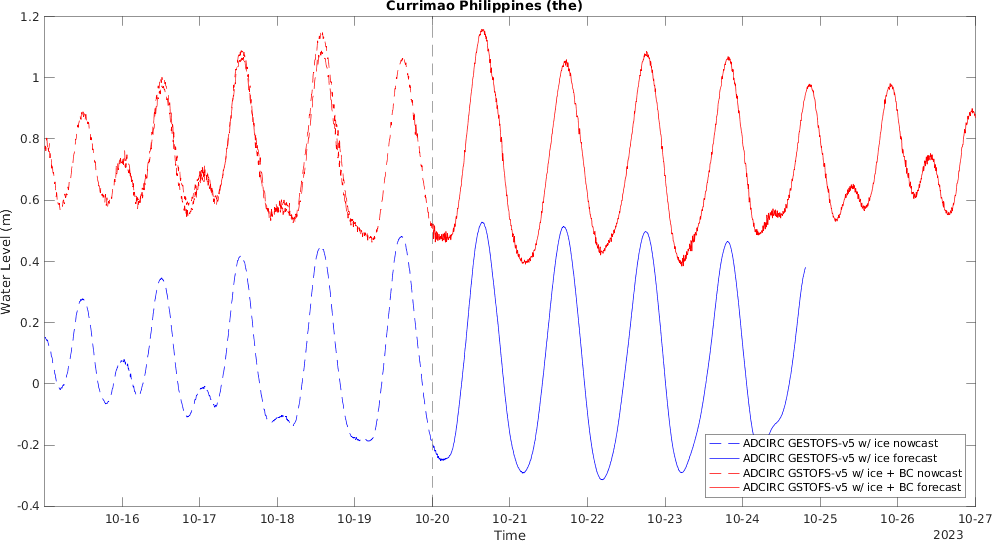 Currimao Philippines (the)
1.2
1
0.8
0.6
0.4
0.2
0
-0.2
-0.4
Water Level (m)
ADCIRC GESTOFS-v5 w/ ice nowcast
ADCIRC GESTOFS-v5 w/ ice forecast
ADCIRC GSTOFS-v5 w/ ice + BC nowcast
ADCIRC GSTOFS-v5 w/ ice + BC forecast
10-16 10-17 10-18 10-19 10-20 10-21 10-22 10-23 10-24 10-25 10-26 10-27
Time
2023